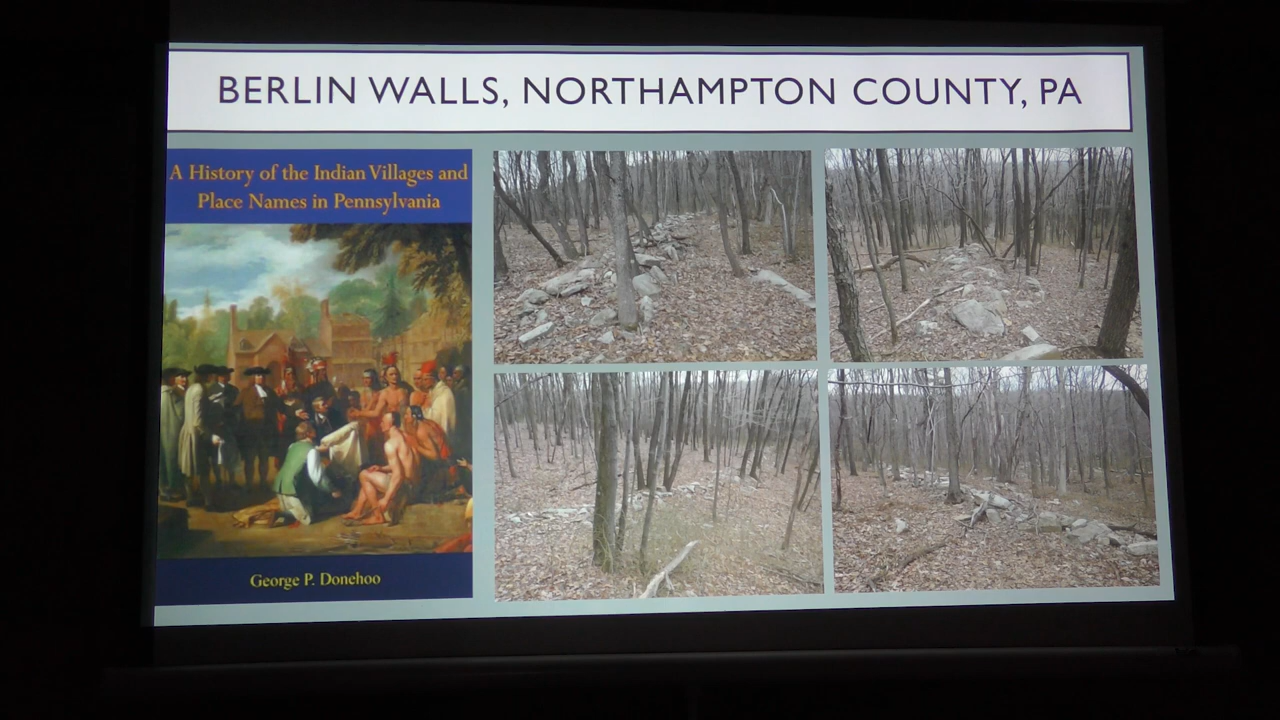 BERLIN WALLS, NORTHAMPTON COUNTY, PA
A History of the Indian Villages and
Place Names in Pennsylvania
George P. Donehoo